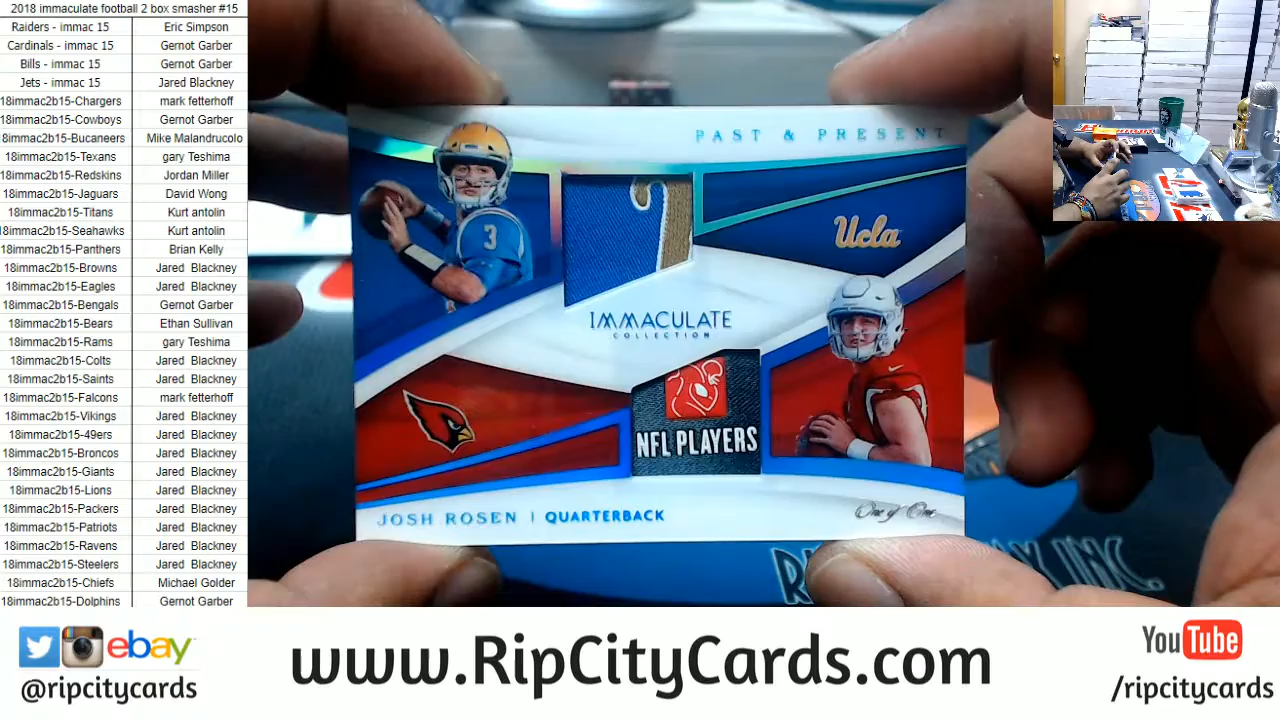 2018 immaculate football 2 box smasher #15
Raiders - immac 15 Eric Simpson
Cardinals - immac 15 Gernot Garber
Bills - immac 15 Gernot Garber
Jets - immac 15 Jared Blackney
18immac2b15-Chargers mark fetterhoff
18immac2b15-Cowboys Gernot Garber
18immac2b15-Bucaneers Mike Malandrucolo
18immac2b15-Texans gary Teshima
18immac2b15-Redskins Jordan Miller
18immac2b15-Jaguars David Wong
18immac2b15-Titans Kurt antolin
18immac2b15-Seahawks Kurt antolin
18immac2b15-Panthers Brian Kelly
18immac2b15-Browns Jared Blackney
18immac2b15-Eagles Jared Blackney
18immac2b15-Bengals Gernot Garber
18immac2b15-Bears Ethan Sullivan
18immac2b15-Rams gary Teshima
18immac2b15-Colts Jared Blackney
18immac2b15-Saints Jared Blackney
18immac2b15-Falcons mark fetterhoff
18immac2b15-Vikings Jared Blackney
18immac2b15-49ers Jared Blackney
18immac2b15-Broncos Jared Blackney
18immac2b15-Giants Jared Blackney
18immac2b15-Lions Jared Blackney
18immac2b15-Packers Jared Blackney
18immac2b15-Patriots Jared Blackney
18immac2b15-Ravens Jared Blackney
18immac2b15-Steelers Jared Blackney
18immac2b15-Chiefs Michael Golder
18immac2b15-Dolphins Gernot Garber
PAST & PRESENT
3
Ucla
IMMACULATE
COLLECTION
NFL PLAYERS
JOSH ROSEN | QUARTERBACK
One of One
INC.
ebay
@ripcitycards
www.RipCityCards.com
YouTube
/ripcitycards